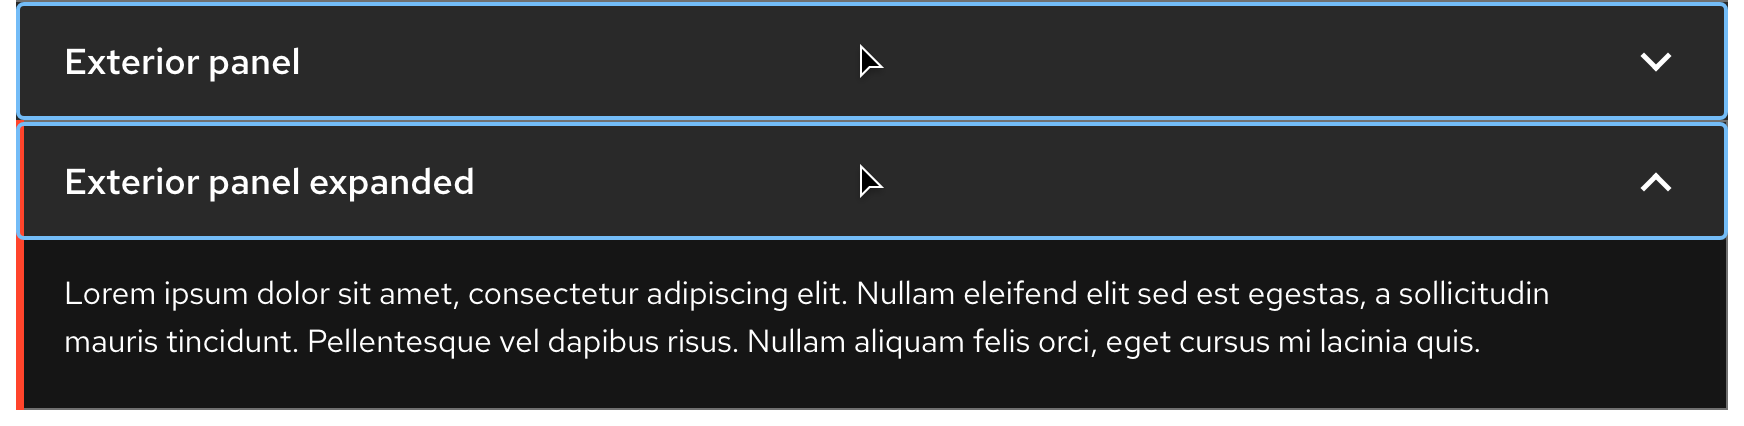 Exterior panel
Exterior panel expanded
Lorem ipsum dolor sit amet, consectetur adipiscing elit. Nullam eleifend elit sed est egestas, a sollicitudin
mauris tincidunt. Pellentesque vel dapibus risus. Nullam aliquam felis orci, eget cursus mi lacinia quis.